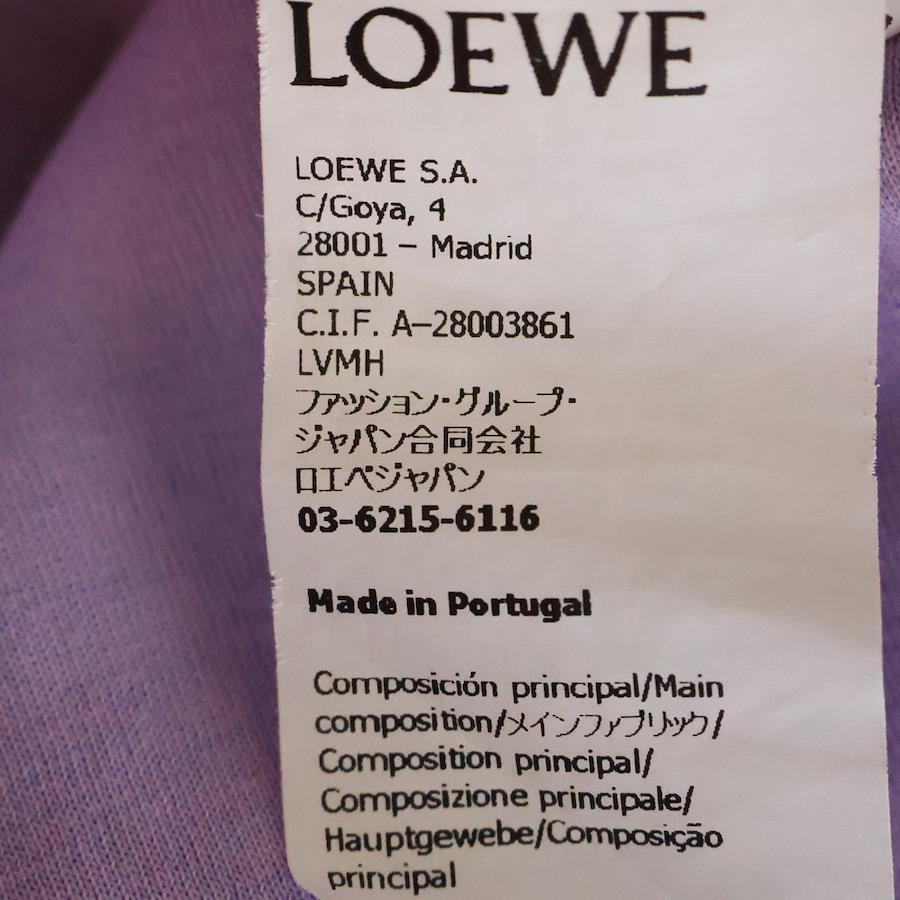 LOEWE
LOEWE S.A.
C/Goya, 4
28001 – Madrid
SPAIN
C.I.F. A–28003861
LVMH
ファッション・グループ・
ジャパン合同会社
ロエベジャパン
03-6215-6116
Made in Portugal
Composición principal/Main
composition/メインファブリック/
Composition principal/
Composizione principale/
Hauptgewebe/Composição
principal